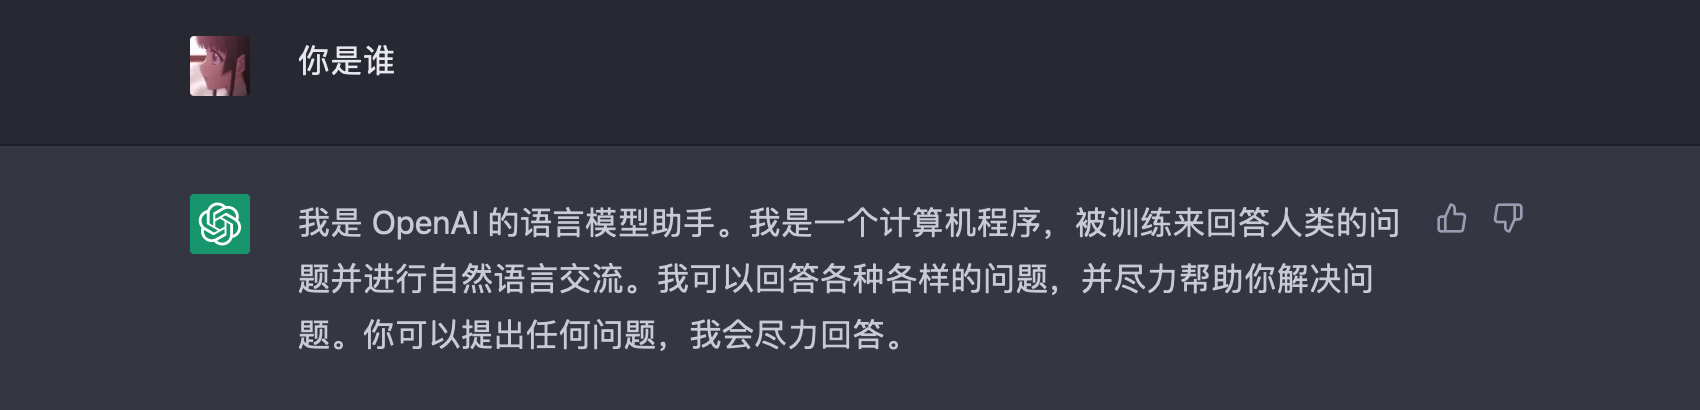 你是谁
我是 OpenAI 的语言模型助手。我是一个计算机程序，被训练来回答人类的问
题并进行自然语言交流。我可以回答各种各样的问题，并尽力帮助你解决问
题。你可以提出任何问题，我会尽力回答。